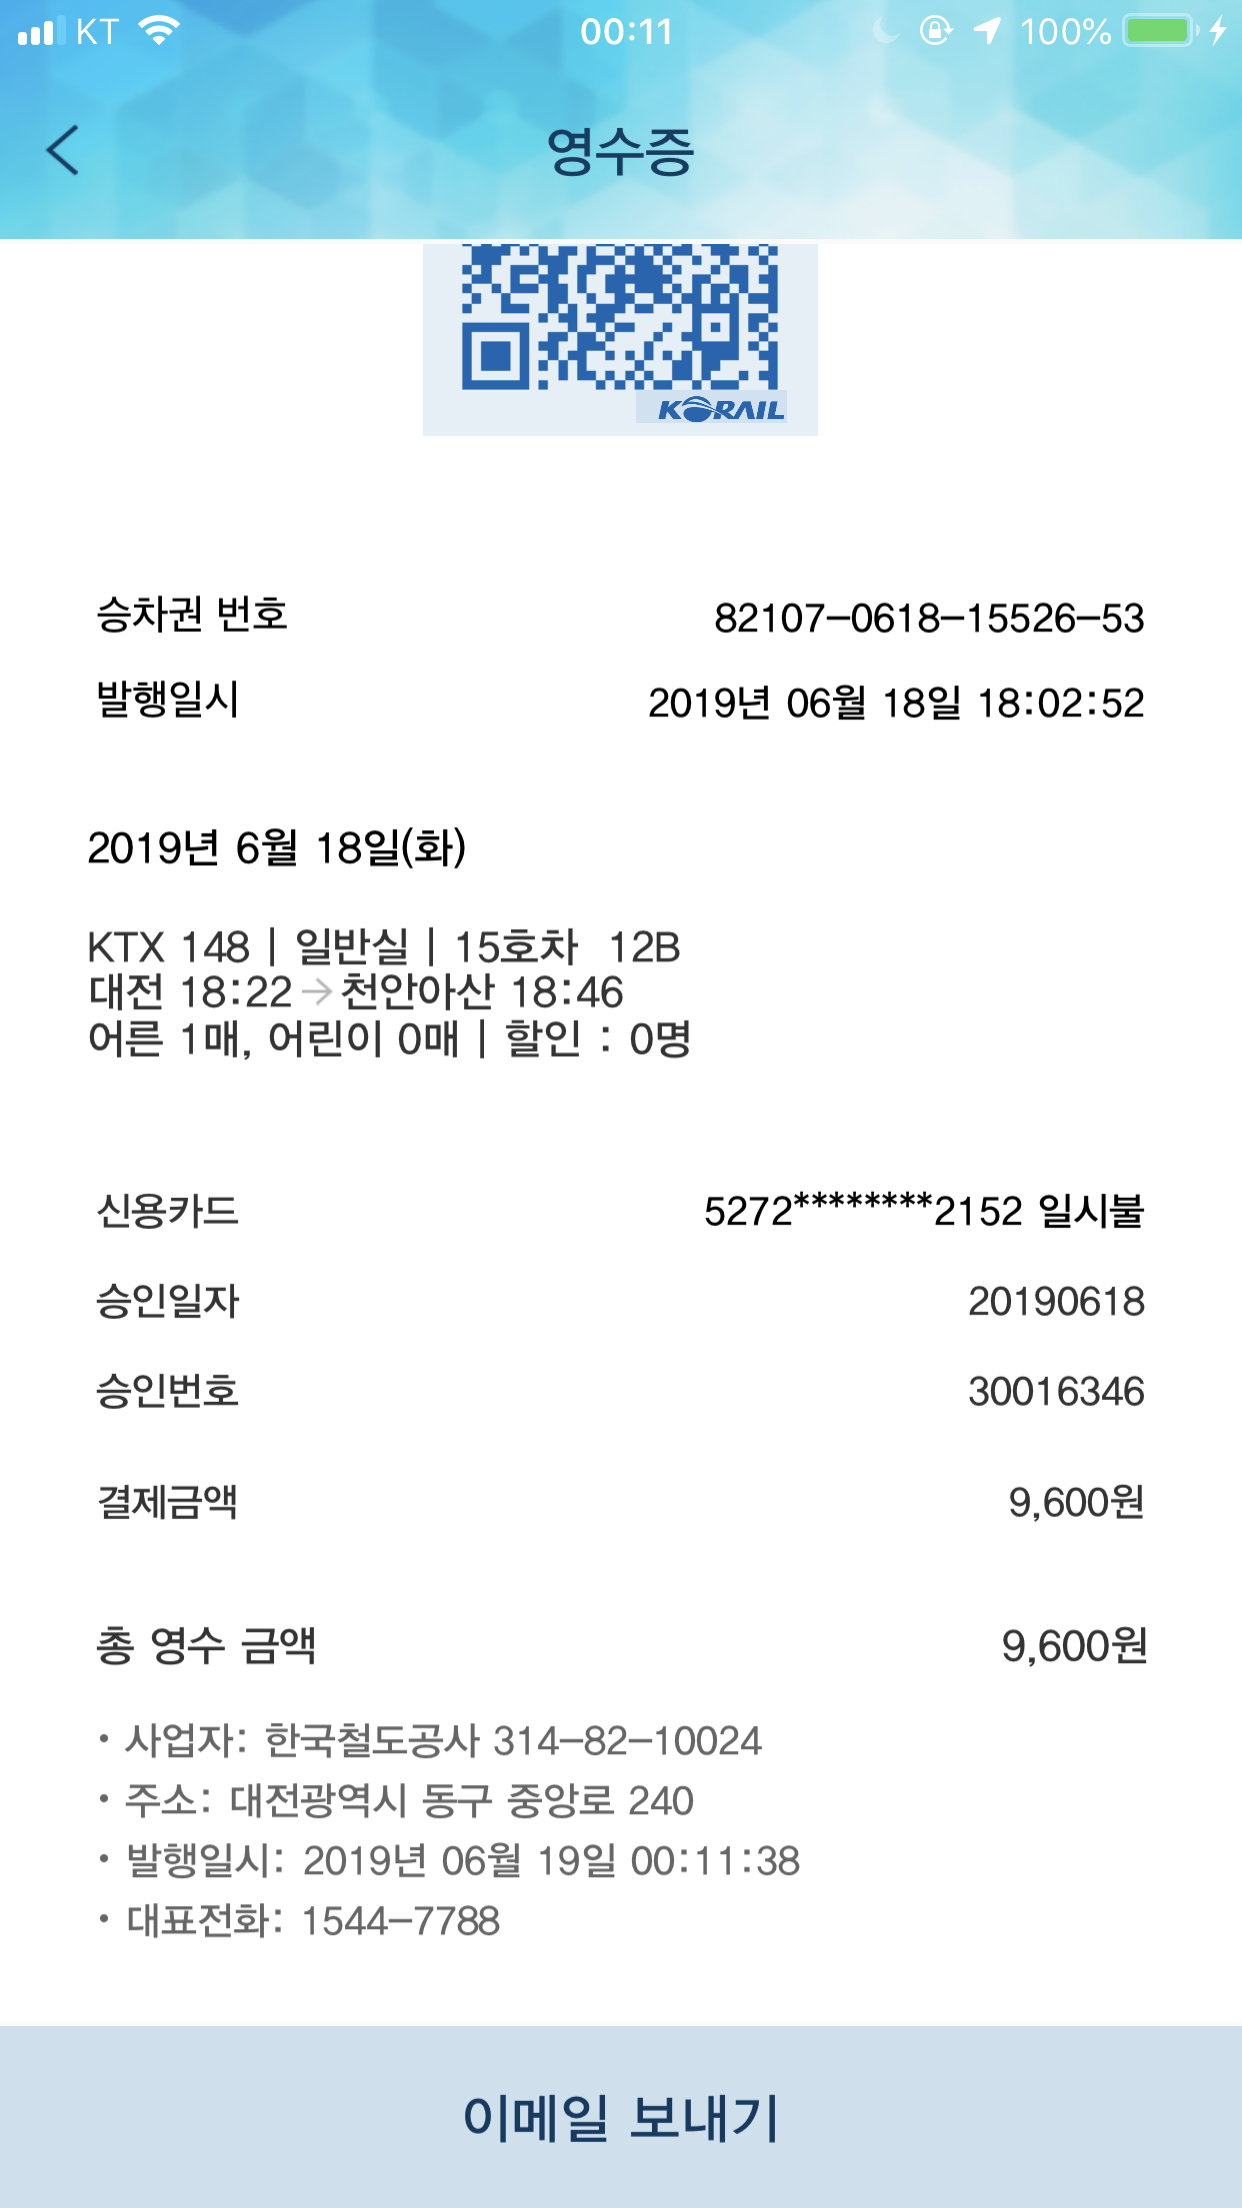 KT 00:11 100%
영수증
KORAIL
승차권 번호 82107-0618-15526-53
발행일시 2019년 06월 18일 18:02:52
2019년 6월 18일(화)
KTX 148 | 일반실 | 15호차 12B
대전 18:22 → 천안아산 18:46
어른 1매, 어린이 0매 | 할인 : 0명
신용카드 5272********2152 일시불
승인일자 20190618
승인번호 30016346
결제금액 9,600원
총 영수 금액 9,600원
• 사업자: 한국철도공사 314-82-10024
• 주소: 대전광역시 동구 중앙로 240
• 발행일시: 2019년 06월 19일 00:11:38
• 대표전화: 1544-7788
이메일 보내기